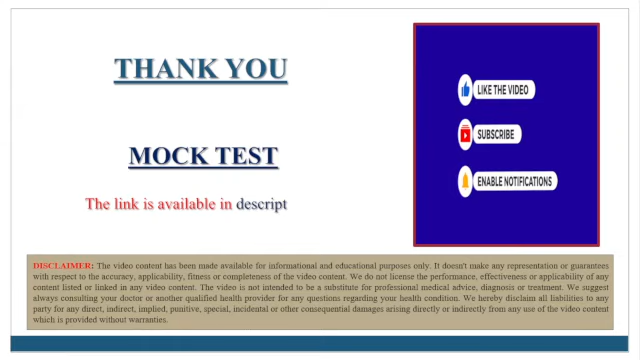 THANK YOU
MOCK TEST
The link is available in descript
LIKE THE VIDEO
SUBSCRIBE
ENABLE NOTIFICATIONS
DISCLAIMER: The video content has been made available for informational and educational purposes only. It doesn't make any representation or guarantees
with respect to the accuracy, applicability, fitness or completeness of the video content. We do not license the performance, effectiveness or applicability of any
content listed or linked in any video content. The video is not intended to be a substitute for professional medical advice, diagnosis or treatment. We suggest
always consulting your doctor or another qualified health provider for any questions regarding your health condition. We hereby disclaim all liabilities to any
party for any direct, indirect, implied, punitive, special, incidental or other consequential damages arising directly or indirectly from any use of the video content
which is provided without warranties.